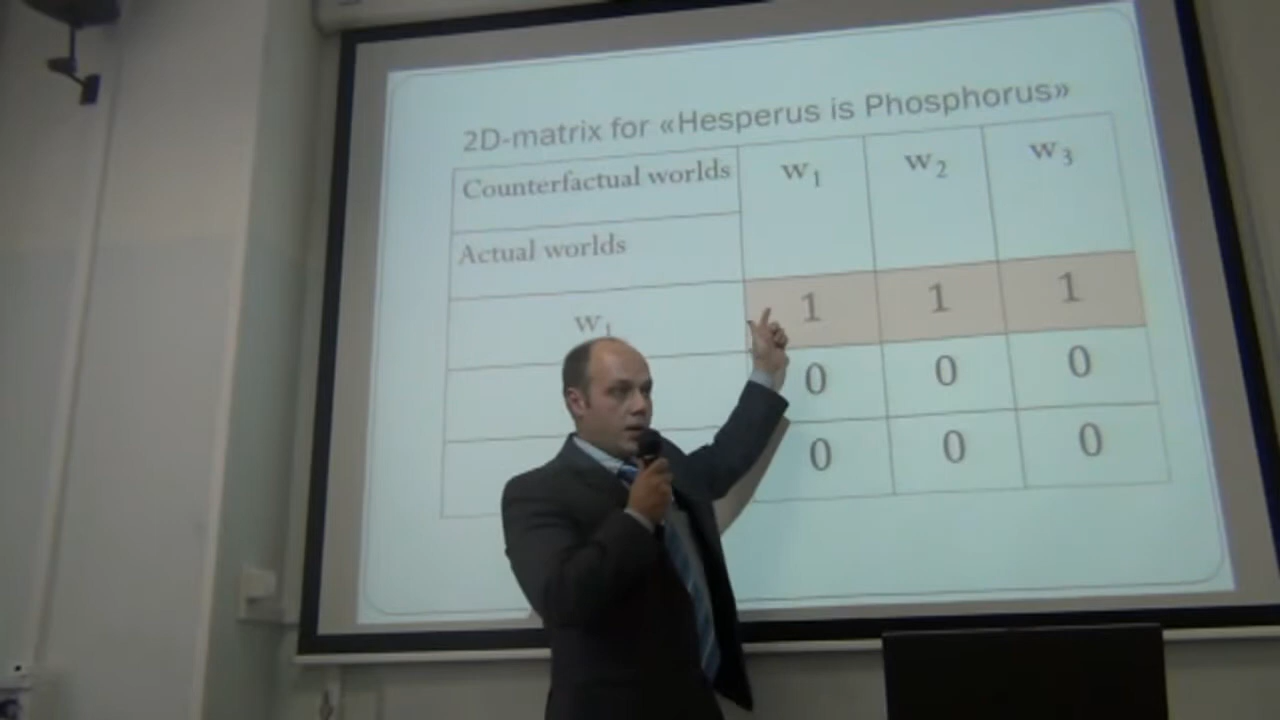 2D-matrix for «Hesperus is Phosphorus»
Counterfactual worlds w₁ w₂ w₃
Actual worlds
w₁ 1 1 1
0 0 0
0 0 0